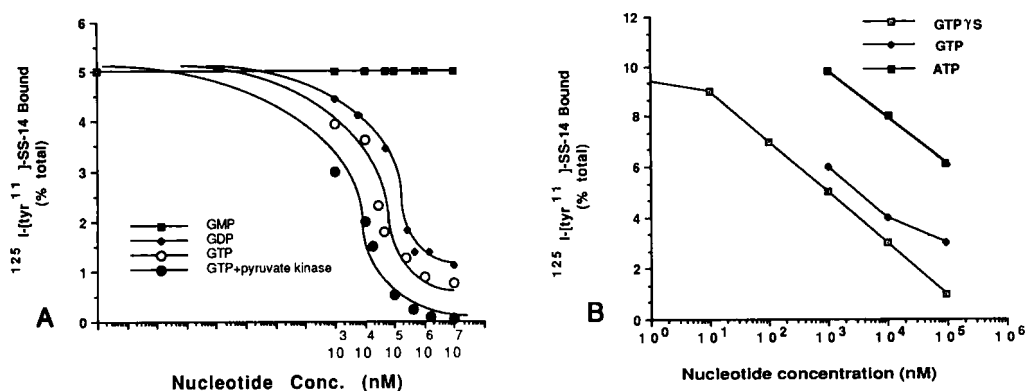 6
5
4
3
2
1
0
125 I-[tyr 11 ]-SS-14 Bound
(% total)
GMP
GDP
GTP
GTP+pyruvate kinase
A
3 4 5 6 7
10 10 10 10 10
Nucleotide Conc. (nM)
12
10
8
6
4
2
0
125 I-[tyr 11 ]-SS-14 Bound
(% total)
GTPγS
GTP
ATP
B
10^0 10^1 10^2 10^3 10^4 10^5 10^6
Nucleotide concentration (nM)